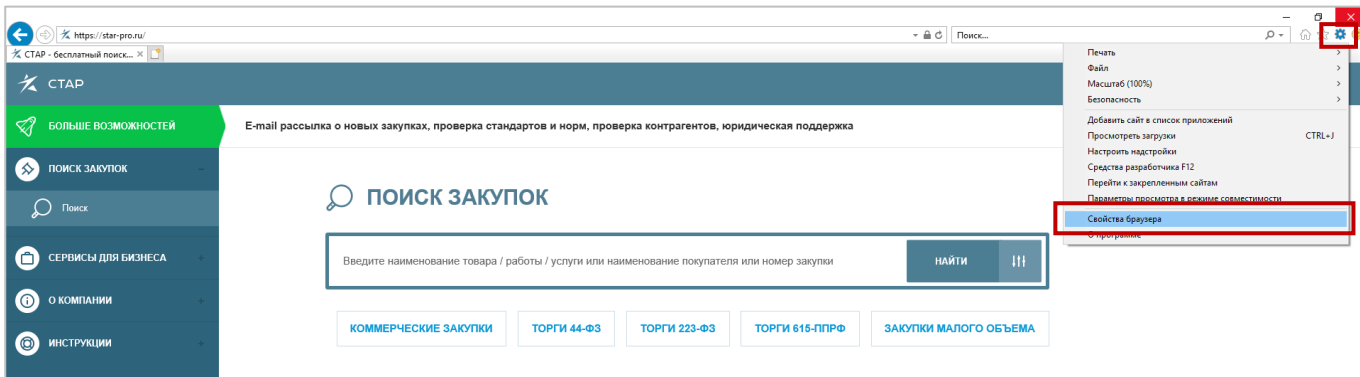 https://star-pro.ru/
Поиск...
СТАР - бесплатный поиск...
Печать
Файл
Масштаб (100%)
Безопасность
Добавить сайт в список приложений
Просмотреть загрузки CTRL+J
Настроить надстройки
Средства разработчика F12
Перейти к закрепленным сайтам
Параметры просмотра в режиме совместимости
Свойства браузера
О программе
СТАР
БОЛЬШЕ ВОЗМОЖНОСТЕЙ
E-mail рассылка о новых закупках, проверка стандартов и норм, проверка контрагентов, юридическая поддержка
ПОИСК ЗАКУПОК
Поиск
СЕРВИСЫ ДЛЯ БИЗНЕСА
О КОМПАНИИ
ИНСТРУКЦИИ
ПОИСК ЗАКУПОК
Введите наименование товара / работы / услуги или наименование покупателя или номер закупки
НАЙТИ
КОММЕРЧЕСКИЕ ЗАКУПКИ
ТОРГИ 44-ФЗ
ТОРГИ 223-ФЗ
ТОРГИ 615-ППРФ
ЗАКУПКИ МАЛОГО ОБЪЕМА